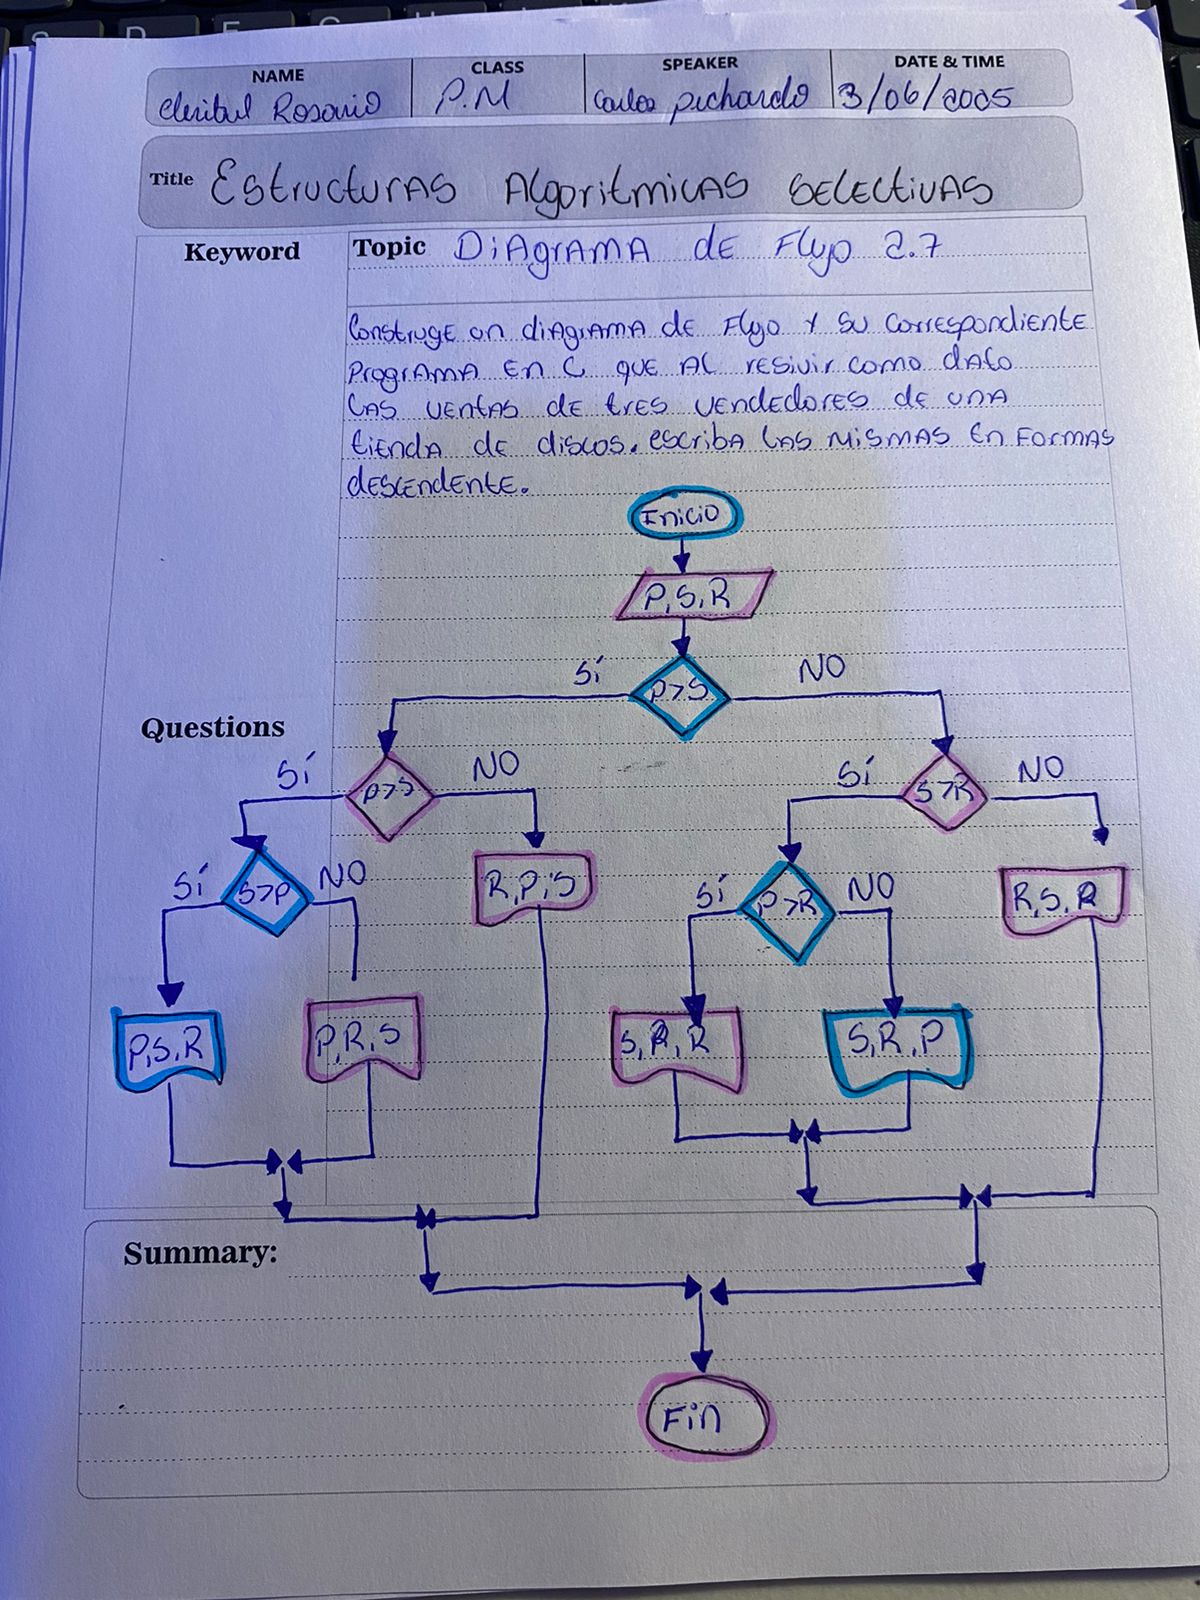 NAME CLASS SPEAKER DATE & TIME
Rosario P.M Carlos pichardo 3/06/2005
Title EstructurAS AlgoritmicAS SELECtiVAS
Keyword Topic DiAgrAMA dE Flujo 2.7
ConstruyE un diAgrAMA dE Flujo Y Su CorrespondientE
ProgrAMA En C quE AL rEsivir como dAto
LAS vEntAS dE trES VEndEdorES dE unA
tiEndA dE discos. escribA LAS MISMAS En FormAS
dESCEndEntE.
Inicio
P,S,R
Sí P>S NO
Questions
Sí P>S NO Sí S>R NO
Sí S>P NO R,P,S Sí P>R NO R,S,R
P,S,R P,R,S S,R,R S,R,P
Summary:
Fin